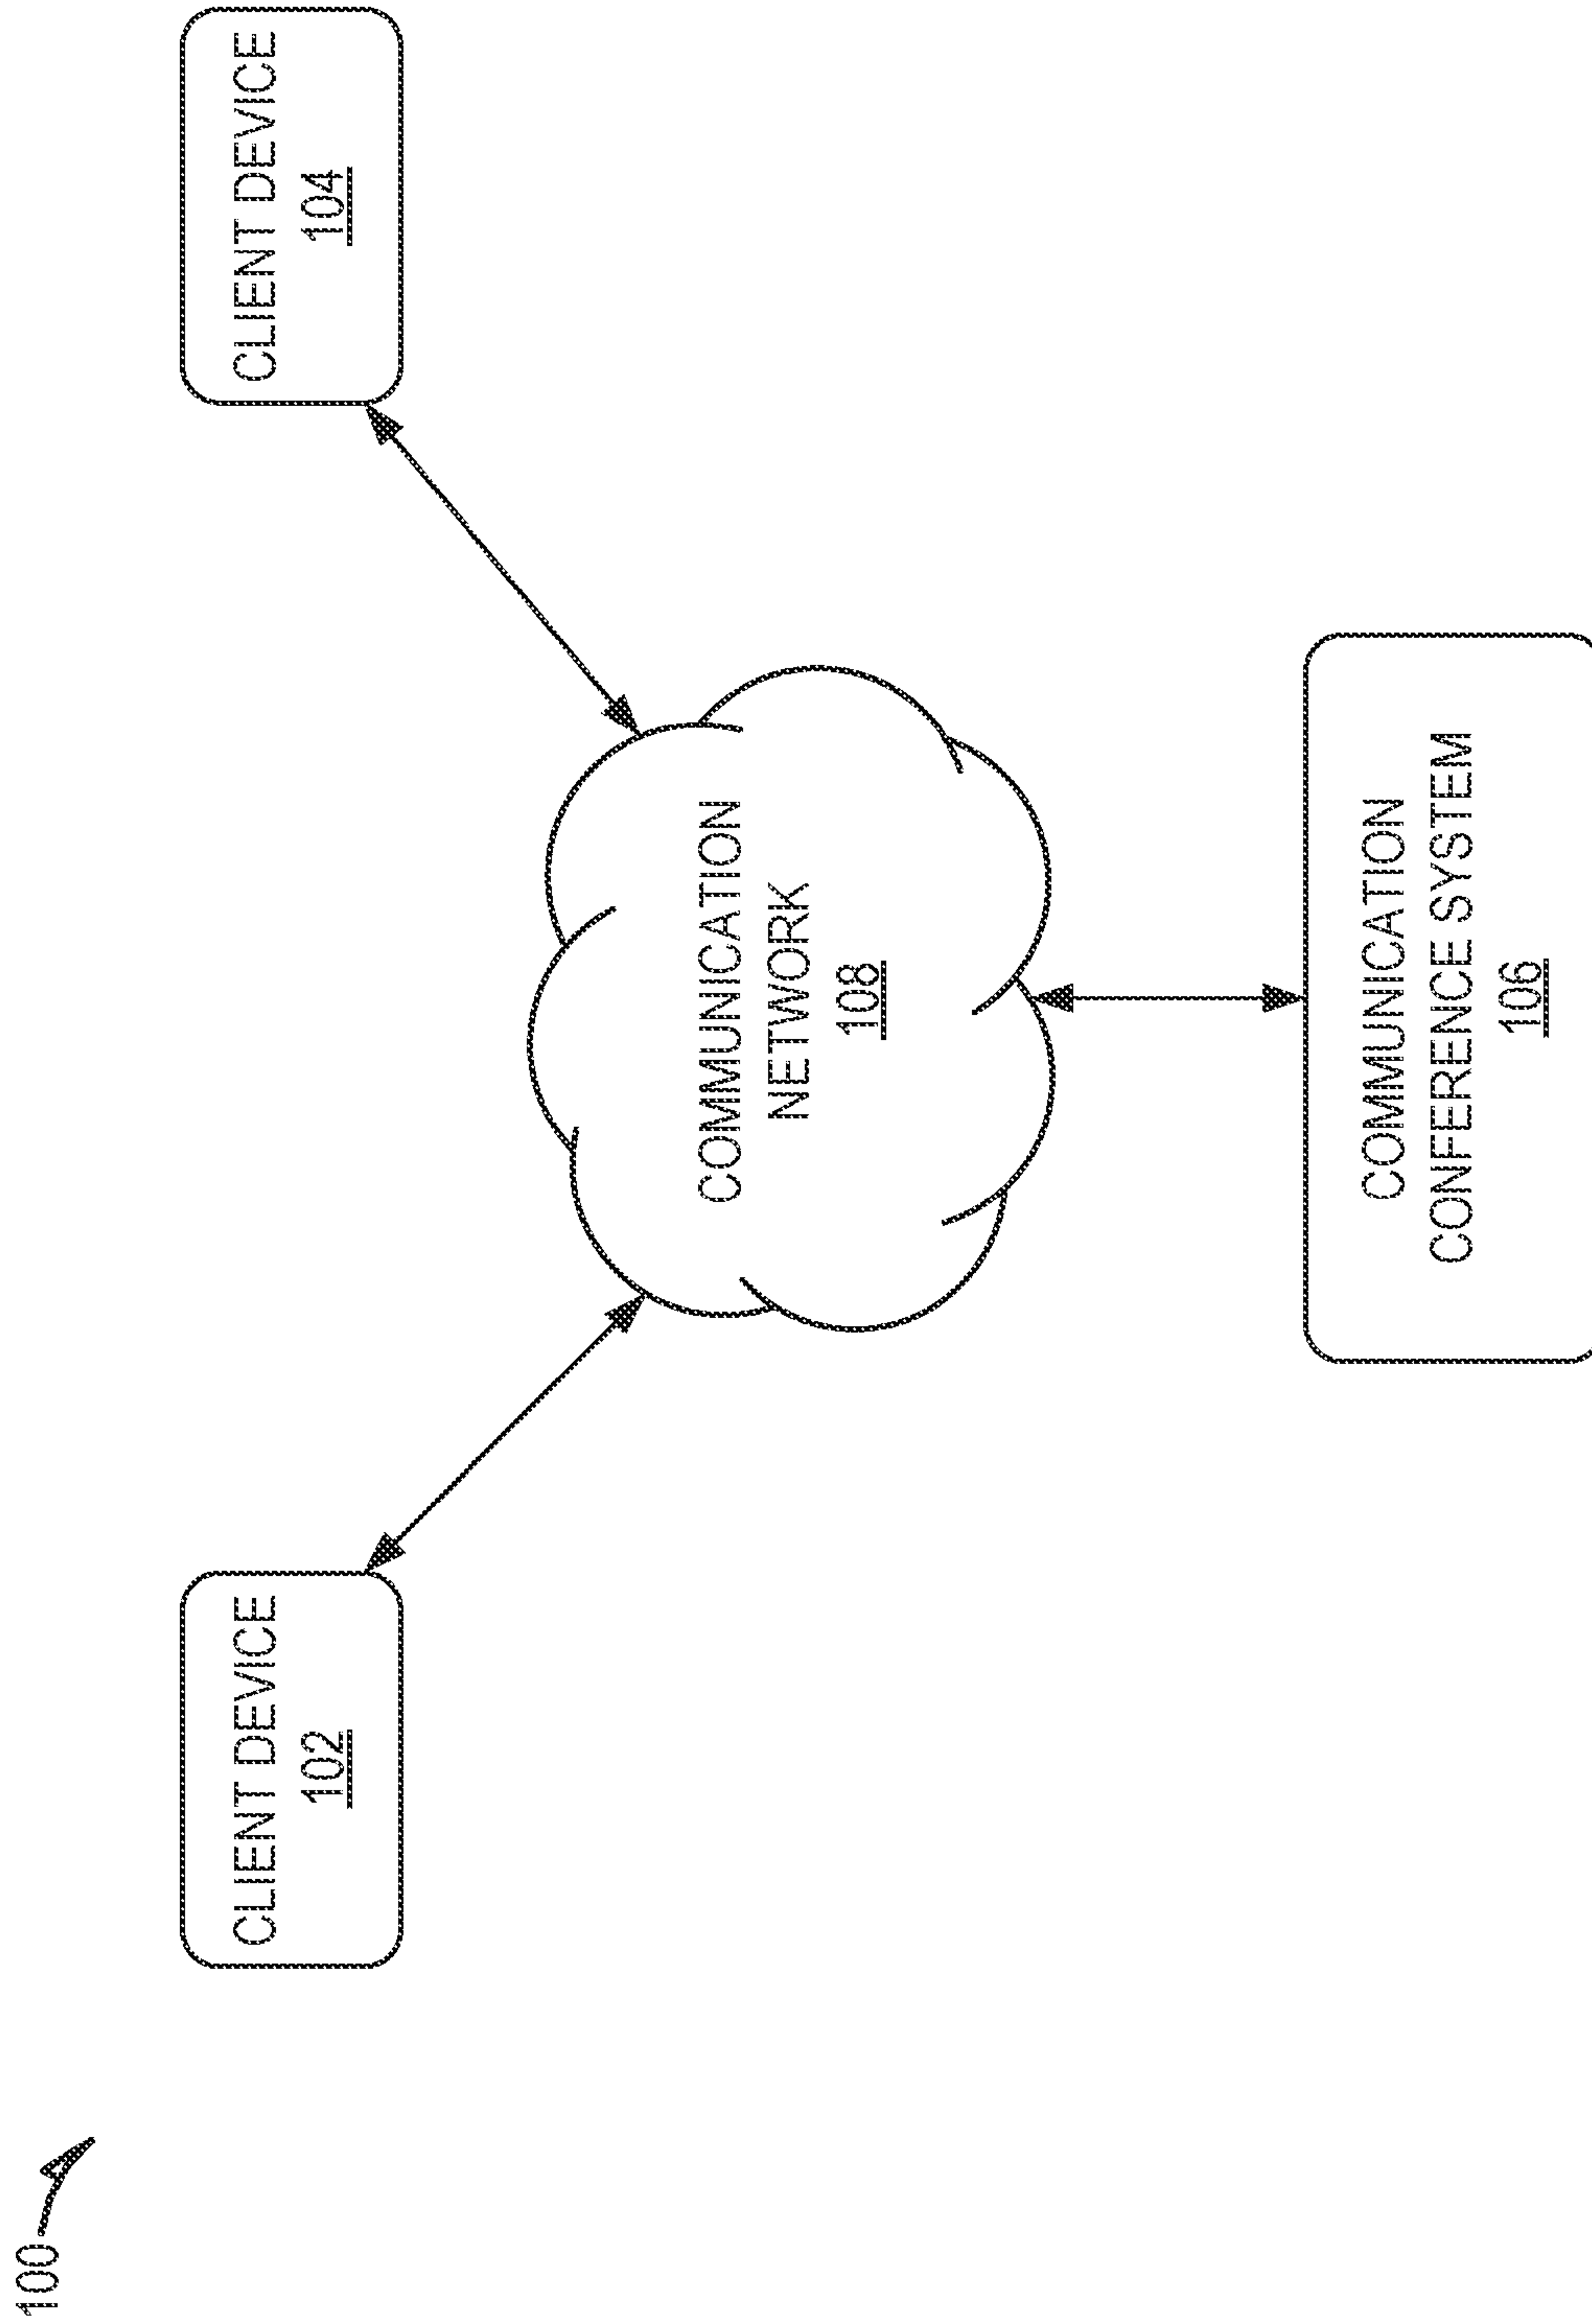 100
CLIENT DEVICE
102
CLIENT DEVICE
104
COMMUNICATION
NETWORK
108
COMMUNICATION
CONFERENCE SYSTEM
106